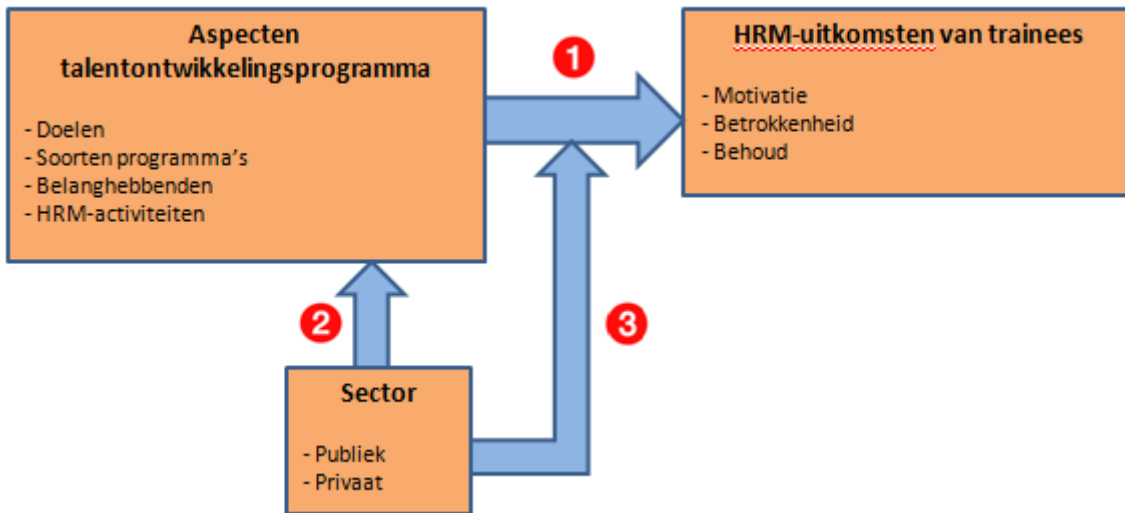 Aspecten
talentontwikkelingsprogramma
- Doelen
- Soorten programma's
- Belanghebbenden
- HRM-activiteiten
1
HRM-uitkomsten van trainees
- Motivatie
- Betrokkenheid
- Behoud
2
3
Sector
- Publiek
- Privaat